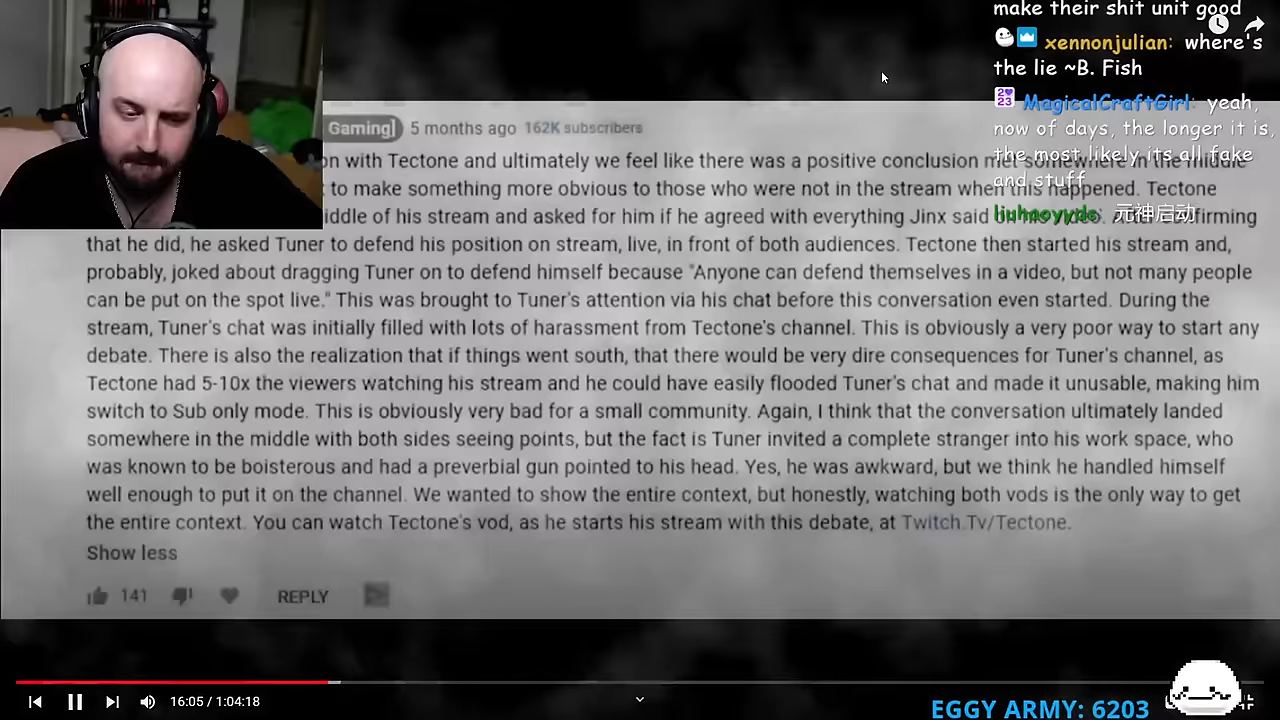 make their shit unit good
xennonjulian: where's
the lie ~B. Fish
MagicalCraftGirl: yeah,
now of days, the longer it is,
the most likely its all fake
and stuff
liuhaoyyds: 元神启动
Gaming] 5 months ago 162K subscribers
on with Tectone and ultimately we feel like there was a positive conclusion met somewhere in the middle
to make something more obvious to those who were not in the stream when this happened. Tectone
iddle of his stream and asked for him if he agreed with everything Jinx said
that he did, he asked Tuner to defend his position on stream, live, in front of both audiences. Tectone then started his stream and,
probably, joked about dragging Tuner on to defend himself because "Anyone can defend themselves in a video, but not many people
can be put on the spot live." This was brought to Tuner's attention via his chat before this conversation even started. During the
stream, Tuner's chat was initially filled with lots of harassment from Tectone's channel. This is obviously a very poor way to start any
debate. There is also the realization that if things went south, that there would be very dire consequences for Tuner's channel, as
Tectone had 5-10x the viewers watching his stream and he could have easily flooded Tuner's chat and made it unusable, making him
switch to Sub only mode. This is obviously very bad for a small community. Again, I think that the conversation ultimately landed
somewhere in the middle with both sides seeing points, but the fact is Tuner invited a complete stranger into his work space, who
was known to be boisterous and had a preverbial gun pointed to his head. Yes, he was awkward, but we think he handled himself
well enough to put it on the channel. We wanted to show the entire context, but honestly, watching both vods is the only way to get
the entire context. You can watch Tectone's vod, as he starts his stream with this debate, at Twitch.Tv/Tectone.
Show less
141 REPLY
16:05 / 1:04:18
EGGY ARMY: 6203